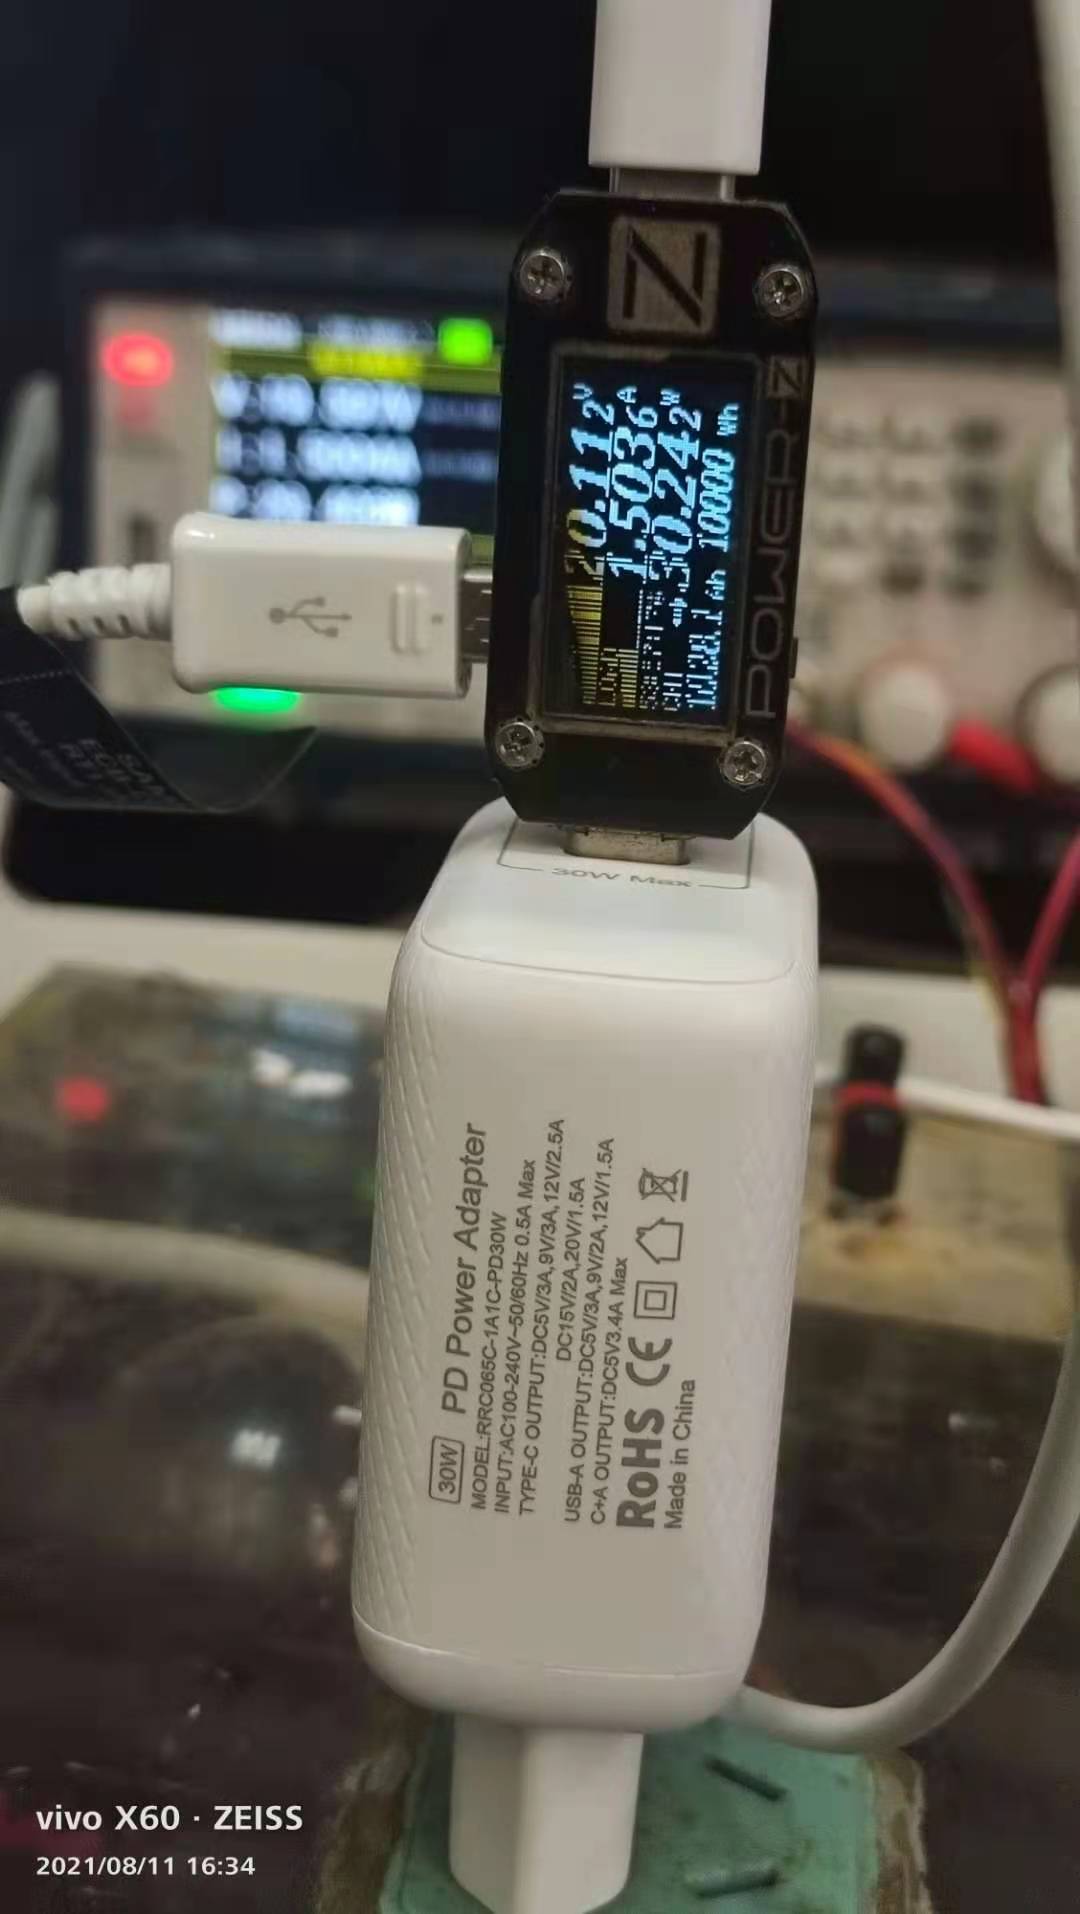 Z
POWER-Z
20.112V
1.5036A
30.242W
10000 Wh
30W Max
30W PD Power Adapter
MODEL:RRC065C-1A1C-PD30W
INPUT:AC100-240V~50/60Hz 0.5A Max
TYPE-C OUTPUT:DC5V/3A,9V/3A,12V/2.5A
DC15V/2A,20V/1.5A
USB-A OUTPUT:DC5V/3A,9V/2A,12V/1.5A
C+A OUTPUT:DC5V3.4A Max
RoHS CE
Made in China
vivo X60 · ZEISS
2021/08/11 16:34